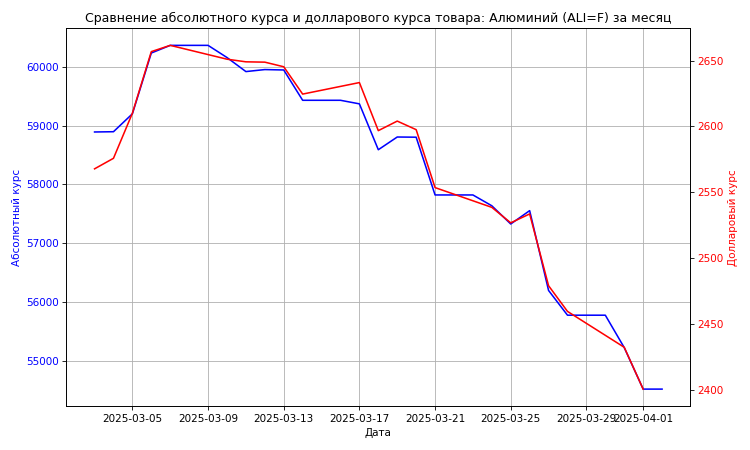 Сравнение абсолютного курса и долларового курса товара: Алюминий (ALI=F) за месяц
Абсолютный курс
60000
59000
58000
57000
56000
55000
2650
2600
2550
2500
2450
2400
Долларовый курс
2025-03-05 2025-03-09 2025-03-13 2025-03-17 2025-03-21 2025-03-25 2025-03-29 2025-04-01
Дата